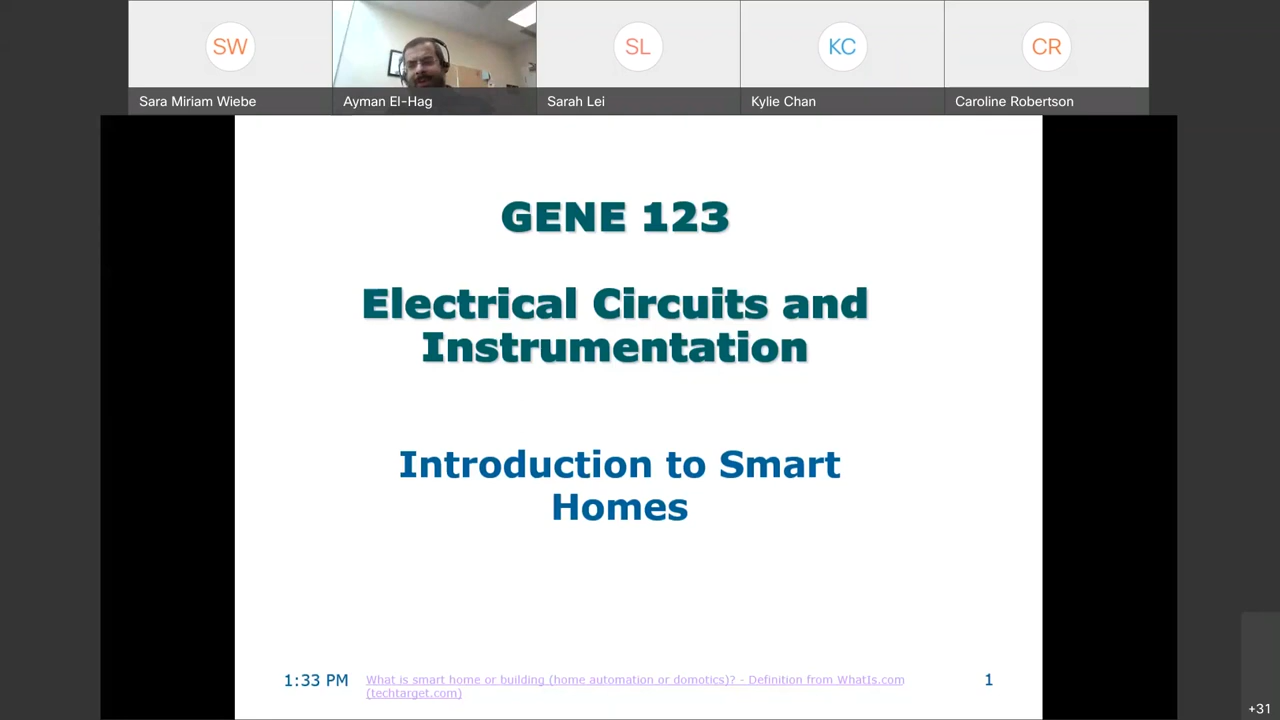 SW
SL
KC
CR
Sara Miriam Wiebe
Ayman El-Hag
Sarah Lei
Kylie Chan
Caroline Robertson
GENE 123
Electrical Circuits and
Instrumentation
Introduction to Smart
Homes
1:33 PM
What is smart home or building (home automation or domotics)? - Definition from WhatIs.com
(techtarget.com)
1
+31